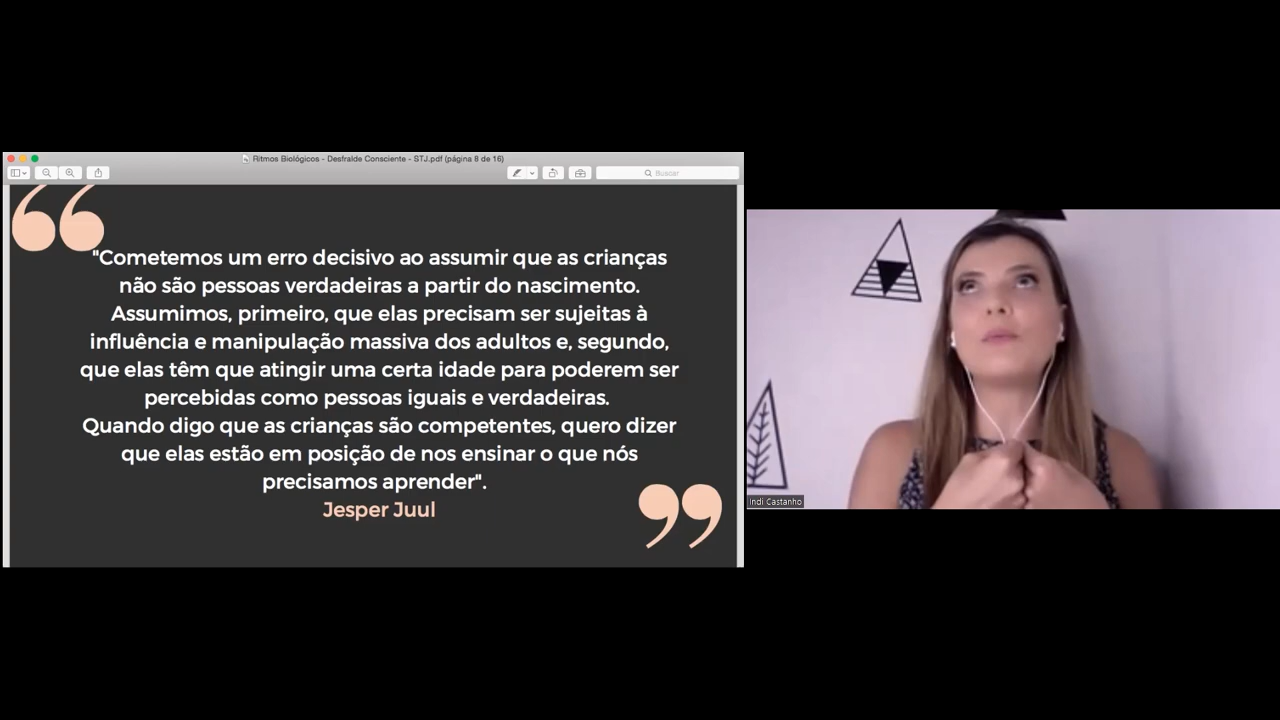 Ritmos Biológicos - Desfralde Consciente - STJ.pdf (página 8 de 16)
Buscar
"Cometemos um erro decisivo ao assumir que as crianças
não são pessoas verdadeiras a partir do nascimento.
Assumimos, primeiro, que elas precisam ser sujeitas à
influência e manipulação massiva dos adultos e, segundo,
que elas têm que atingir uma certa idade para poderem ser
percebidas como pessoas iguais e verdadeiras.
Quando digo que as crianças são competentes, quero dizer
que elas estão em posição de nos ensinar o que nós
precisamos aprender".
Jesper Juul
Indi Castanho